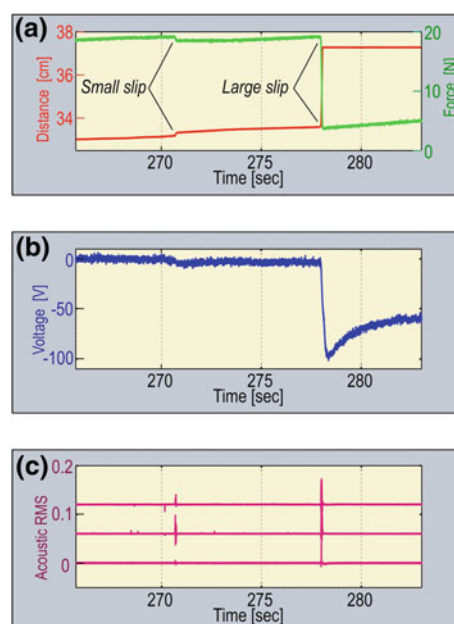 (a)
38
36
34
Distance [cm]
Small slip
Large slip
20
10
0
Force [N]
270
275
280
Time [sec]
(b)
0
-50
-100
Voltage [V]
270
275
280
Time [sec]
(c)
0.2
0.1
0
Acoustic RMS
270
275
280
Time [sec]